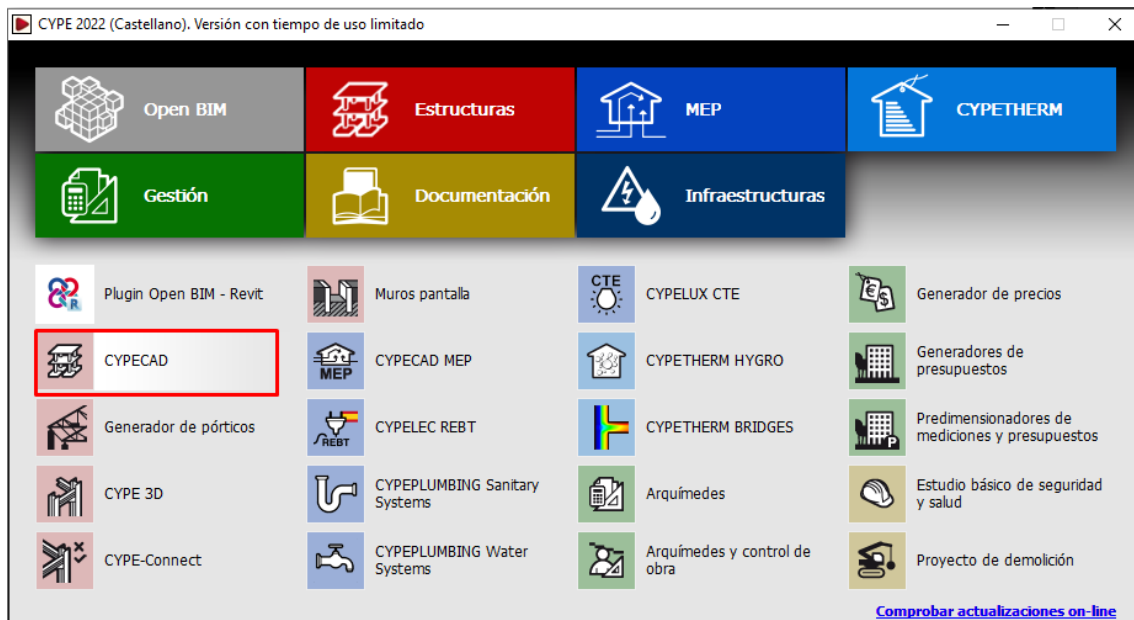 CYPE 2022 (Castellano). Versión con tiempo de uso limitado
Open BIM
Estructuras
MEP
CYPETHERM
Gestión
Documentación
Infraestructuras
Plugin Open BIM - Revit
Muros pantalla
CTE
CYPELUX CTE
Generador de precios
CYPECAD
MEP
CYPECAD MEP
CYPETHERM HYGRO
Generadores de
presupuestos
Generador de pórticos
REBT
CYPELEC REBT
CYPETHERM BRIDGES
P
Predimensionadores de
mediciones y presupuestos
CYPE 3D
CYPEPLUMBING Sanitary
Systems
Arquímedes
Estudio básico de seguridad
y salud
CYPE-Connect
CYPEPLUMBING Water
Systems
Arquímedes y control de
obra
Proyecto de demolición
Comprobar actualizaciones on-line